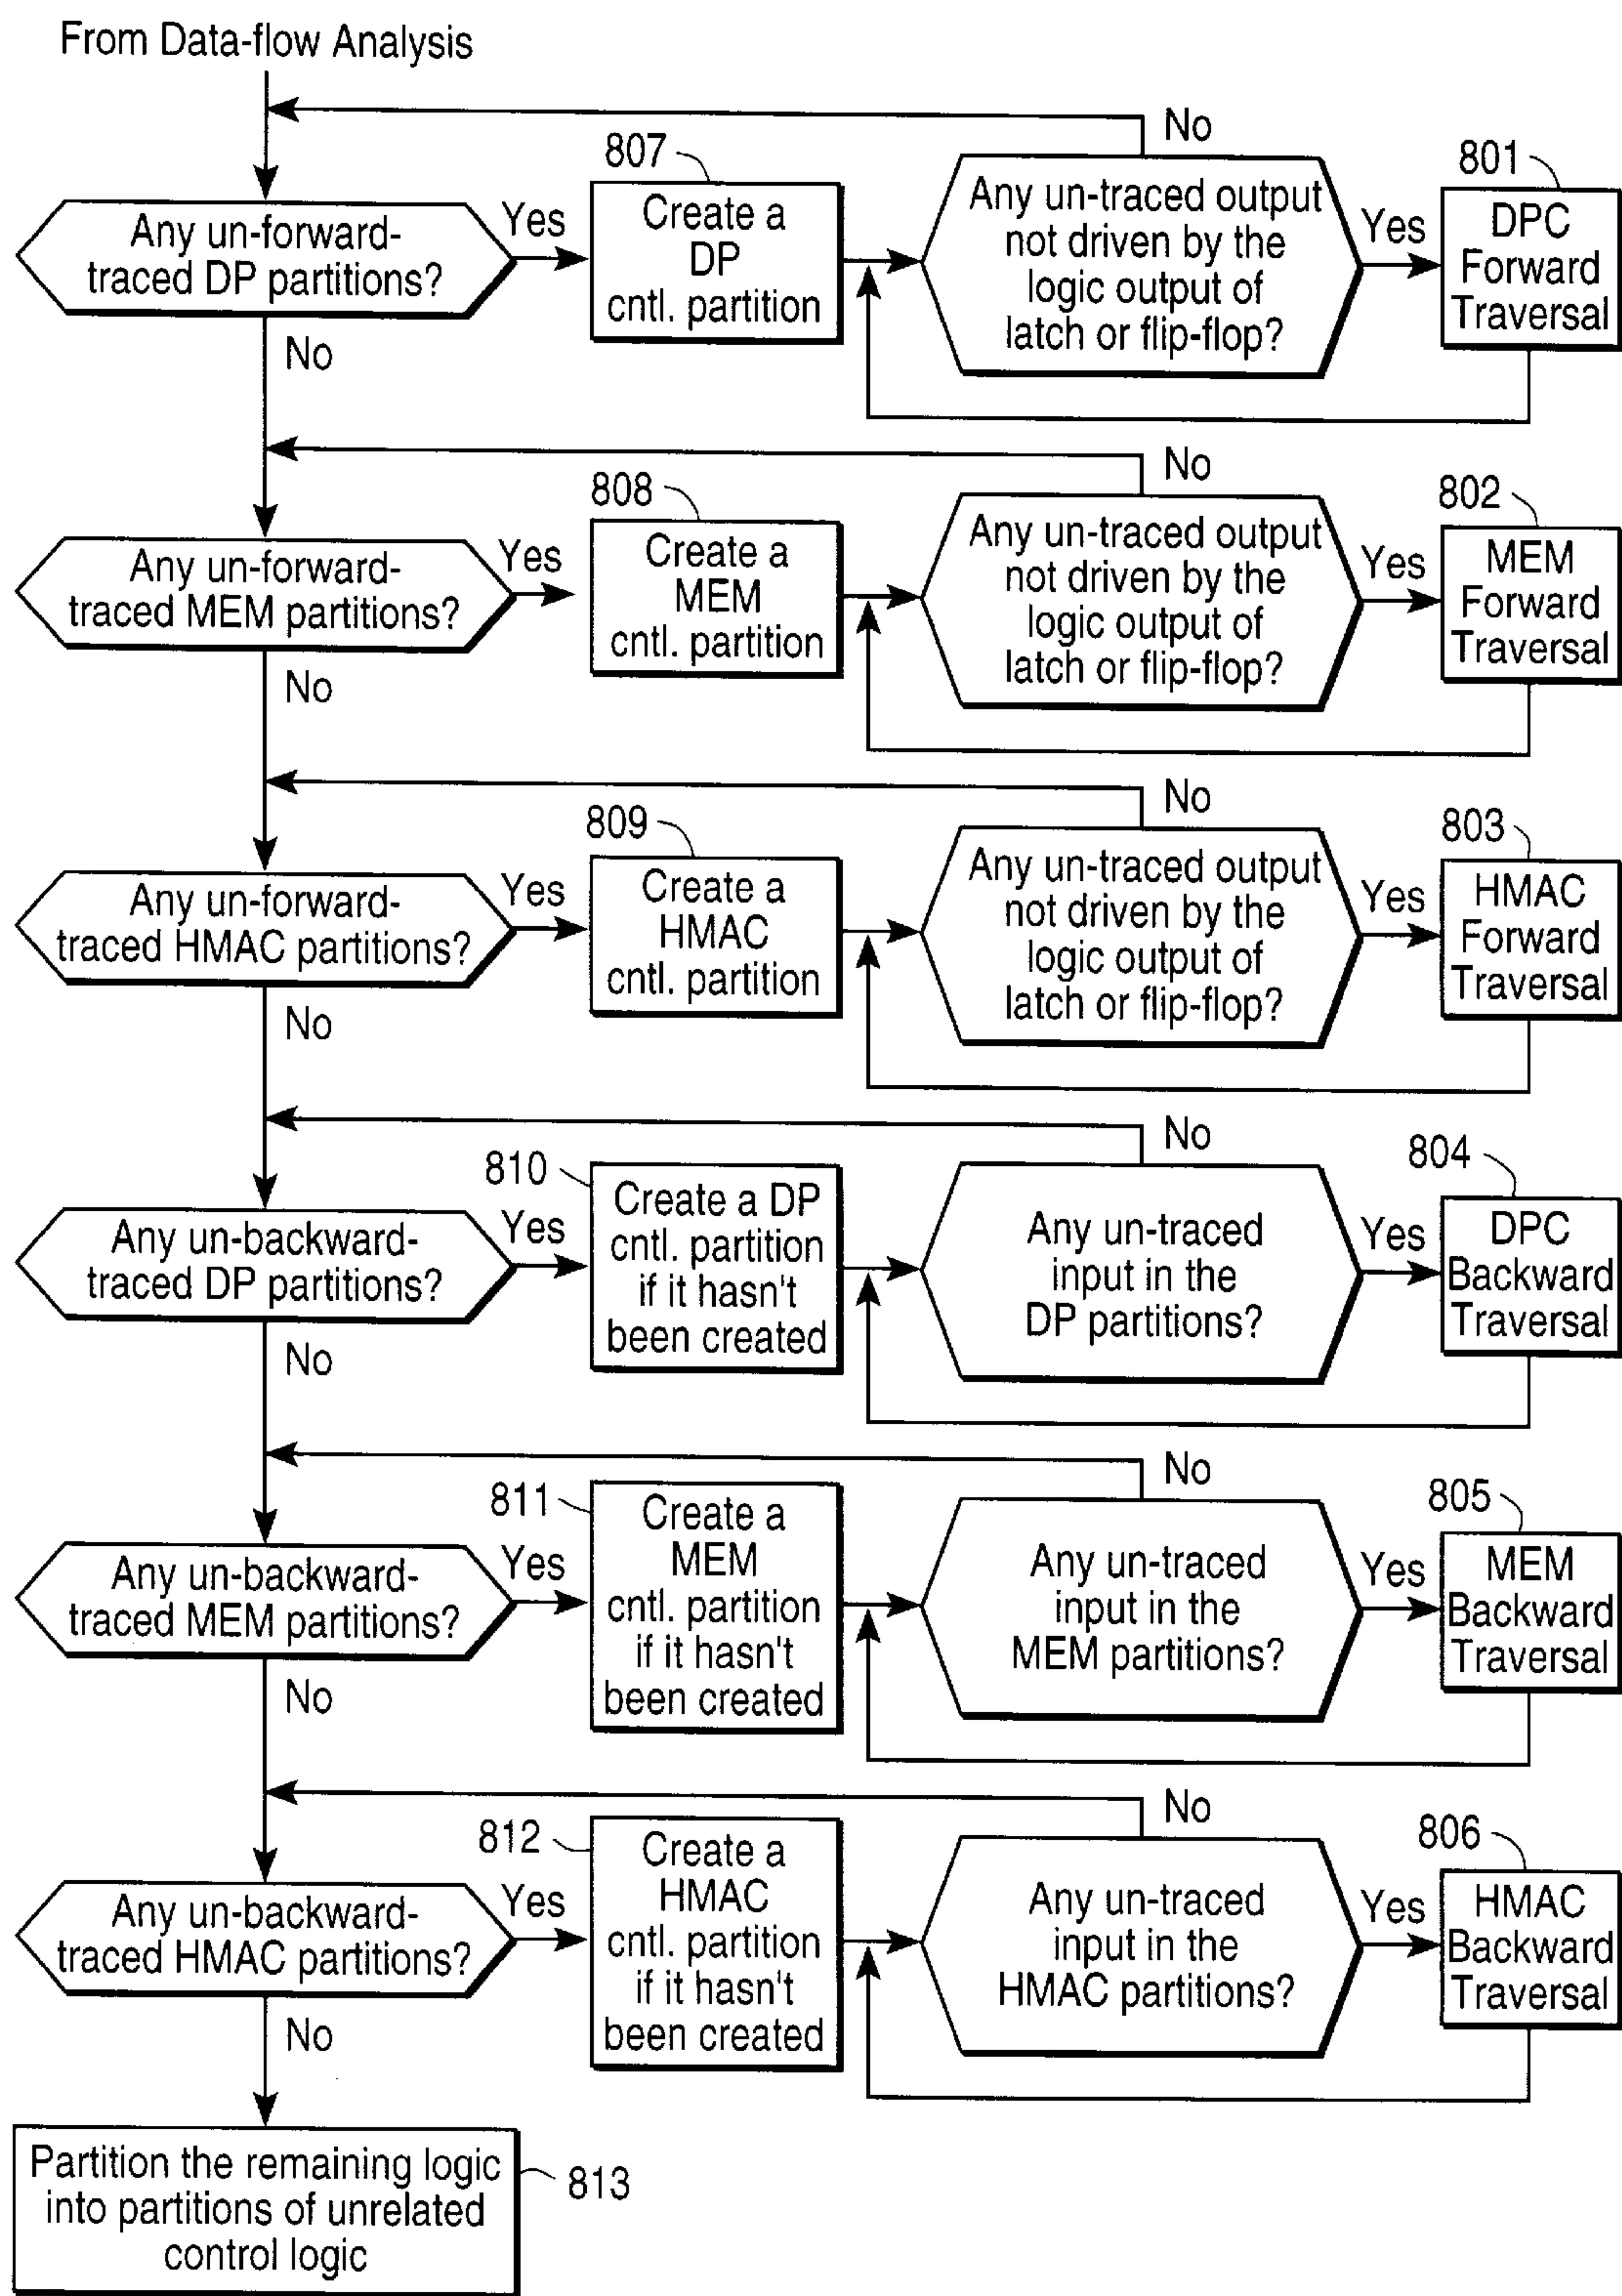 From Data-flow Analysis
No
807
801
Any un-forward-
traced DP partitions?
Yes
Create a
DP
cntl. partition
Any un-traced output
not driven by the
logic output of
latch or flip-flop?
Yes
DPC
Forward
Traversal
No
No
808
802
Any un-forward-
traced MEM partitions?
Yes
Create a
MEM
cntl. partition
Any un-traced output
not driven by the
logic output of
latch or flip-flop?
Yes
MEM
Forward
Traversal
No
No
809
803
Any un-forward-
traced HMAC partitions?
Yes
Create a
HMAC
cntl. partition
Any un-traced output
not driven by the
logic output of
latch or flip-flop?
Yes
HMAC
Forward
Traversal
No
No
810
804
Any un-backward-
traced DP partitions?
Yes
Create a DP
cntl. partition
if it hasn't
been created
Any un-traced
input in the
DP partitions?
Yes
DPC
Backward
Traversal
No
No
811
805
Any un-backward-
traced MEM partitions?
Yes
Create a
MEM
cntl. partition
if it hasn't
been created
Any un-traced
input in the
MEM partitions?
Yes
MEM
Backward
Traversal
No
No
812
806
Any un-backward-
traced HMAC partitions?
Yes
Create a
HMAC
cntl. partition
if it hasn't
been created
Any un-traced
input in the
HMAC partitions?
Yes
HMAC
Backward
Traversal
No
Partition the remaining logic
into partitions of unrelated
control logic
813